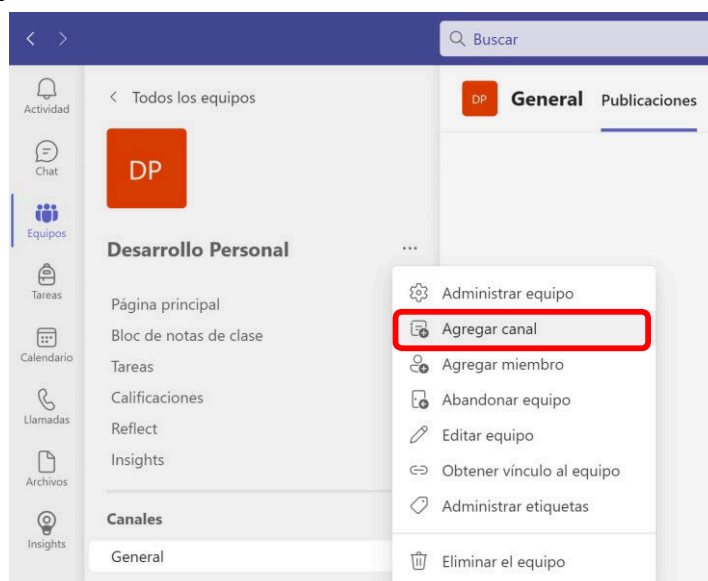 Buscar
Actividad
Chat
Equipos
Tareas
Calendario
Llamadas
Archivos
Insights
Todos los equipos
DP
Desarrollo Personal
Página principal
Bloc de notas de clase
Tareas
Calificaciones
Reflect
Insights
Canales
General
DP General Publicaciones
Administrar equipo
Agregar canal
Agregar miembro
Abandonar equipo
Editar equipo
Obtener vínculo al equipo
Administrar etiquetas
Eliminar el equipo